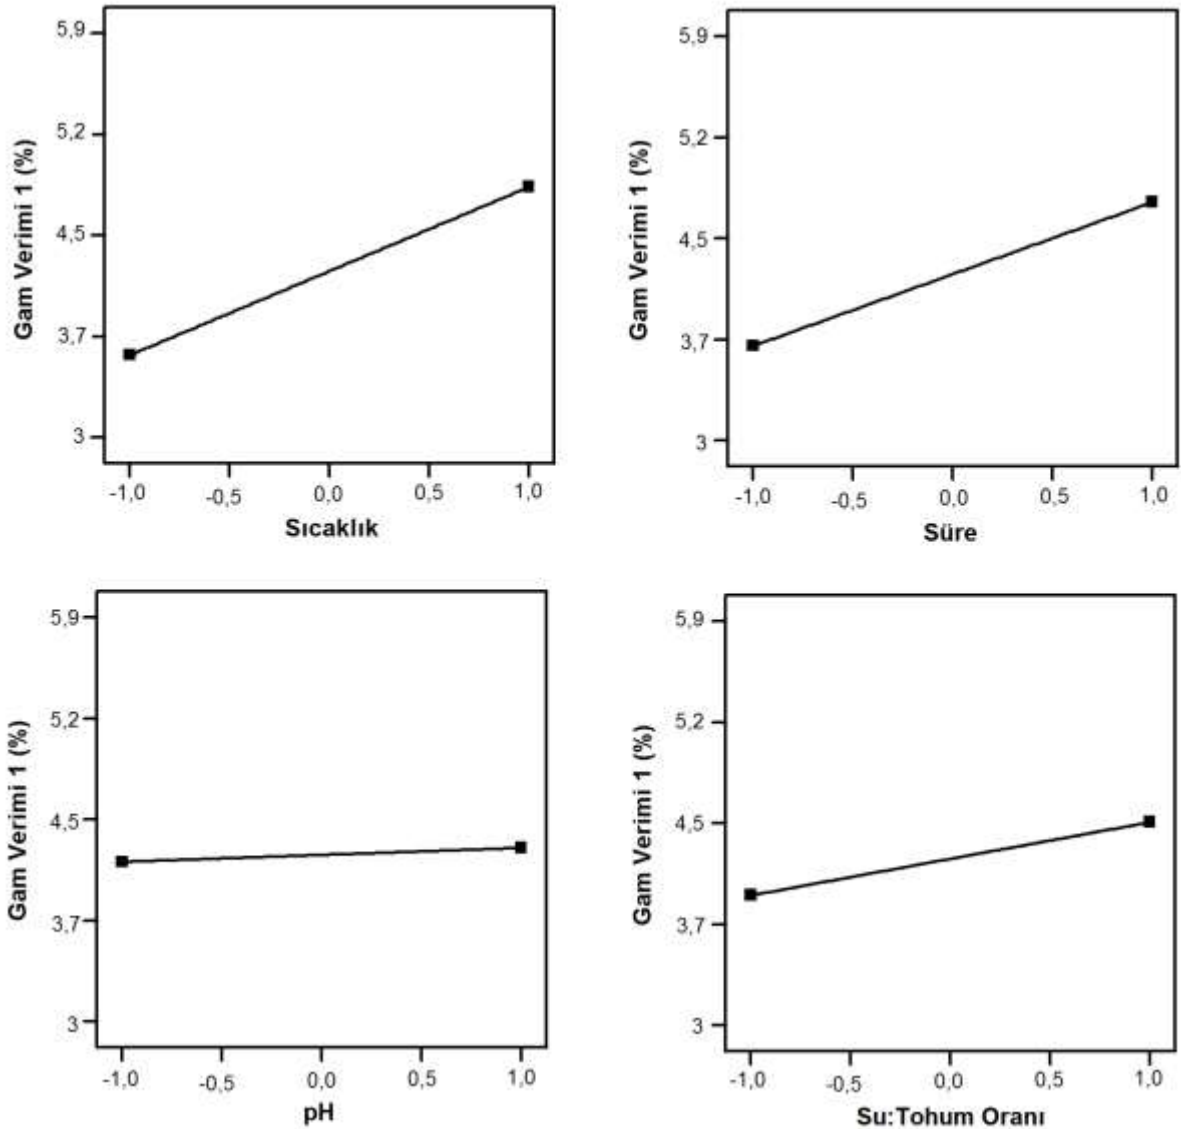 Gam Verimi 1 (%)
5,9
5,2
4,5
3,7
3
-1,0 -0,5 0,0 0,5 1,0
Sıcaklık
Gam Verimi 1 (%)
5,9
5,2
4,5
3,7
3
-1,0 -0,5 0,0 0,5 1,0
Süre
Gam Verimi 1 (%)
5,9
5,2
4,5
3,7
3
-1,0 -0,5 0,0 0,5 1,0
pH
Gam Verimi 1 (%)
5,9
5,2
4,5
3,7
3
-1,0 -0,5 0,0 0,5 1,0
Su:Tohum Oranı